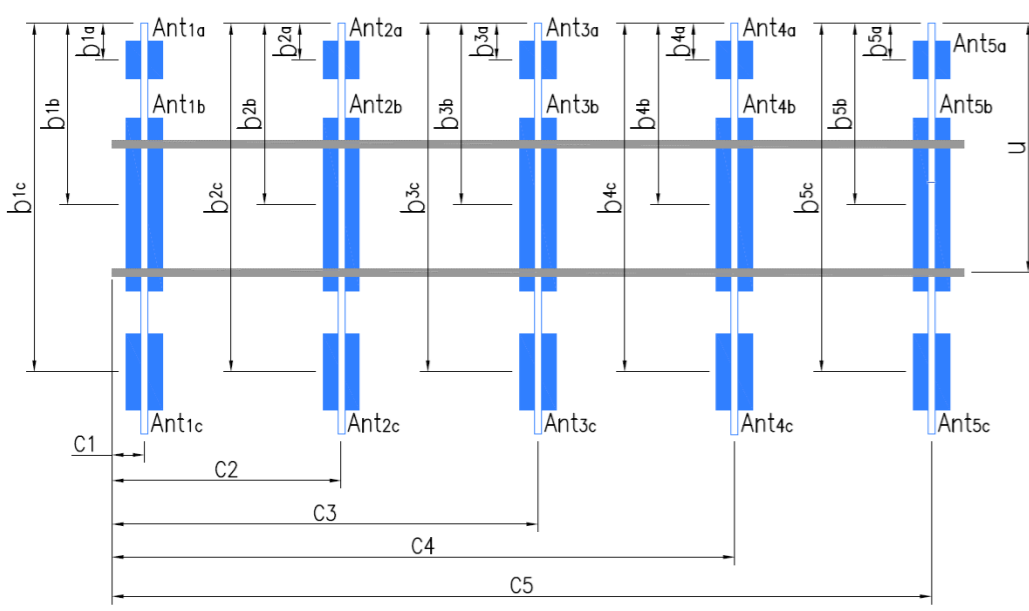 Ant1a
Ant2a
Ant3a
Ant4a
Ant5a
b1a
b2a
b3a
b4a
b5a
Ant1b
Ant2b
Ant3b
Ant4b
Ant5b
b1b
b2b
b3b
b4b
b5b
u
b1c
b2c
b3c
b4c
b5c
Ant1c
Ant2c
Ant3c
Ant4c
Ant5c
C1
C2
C3
C4
C5